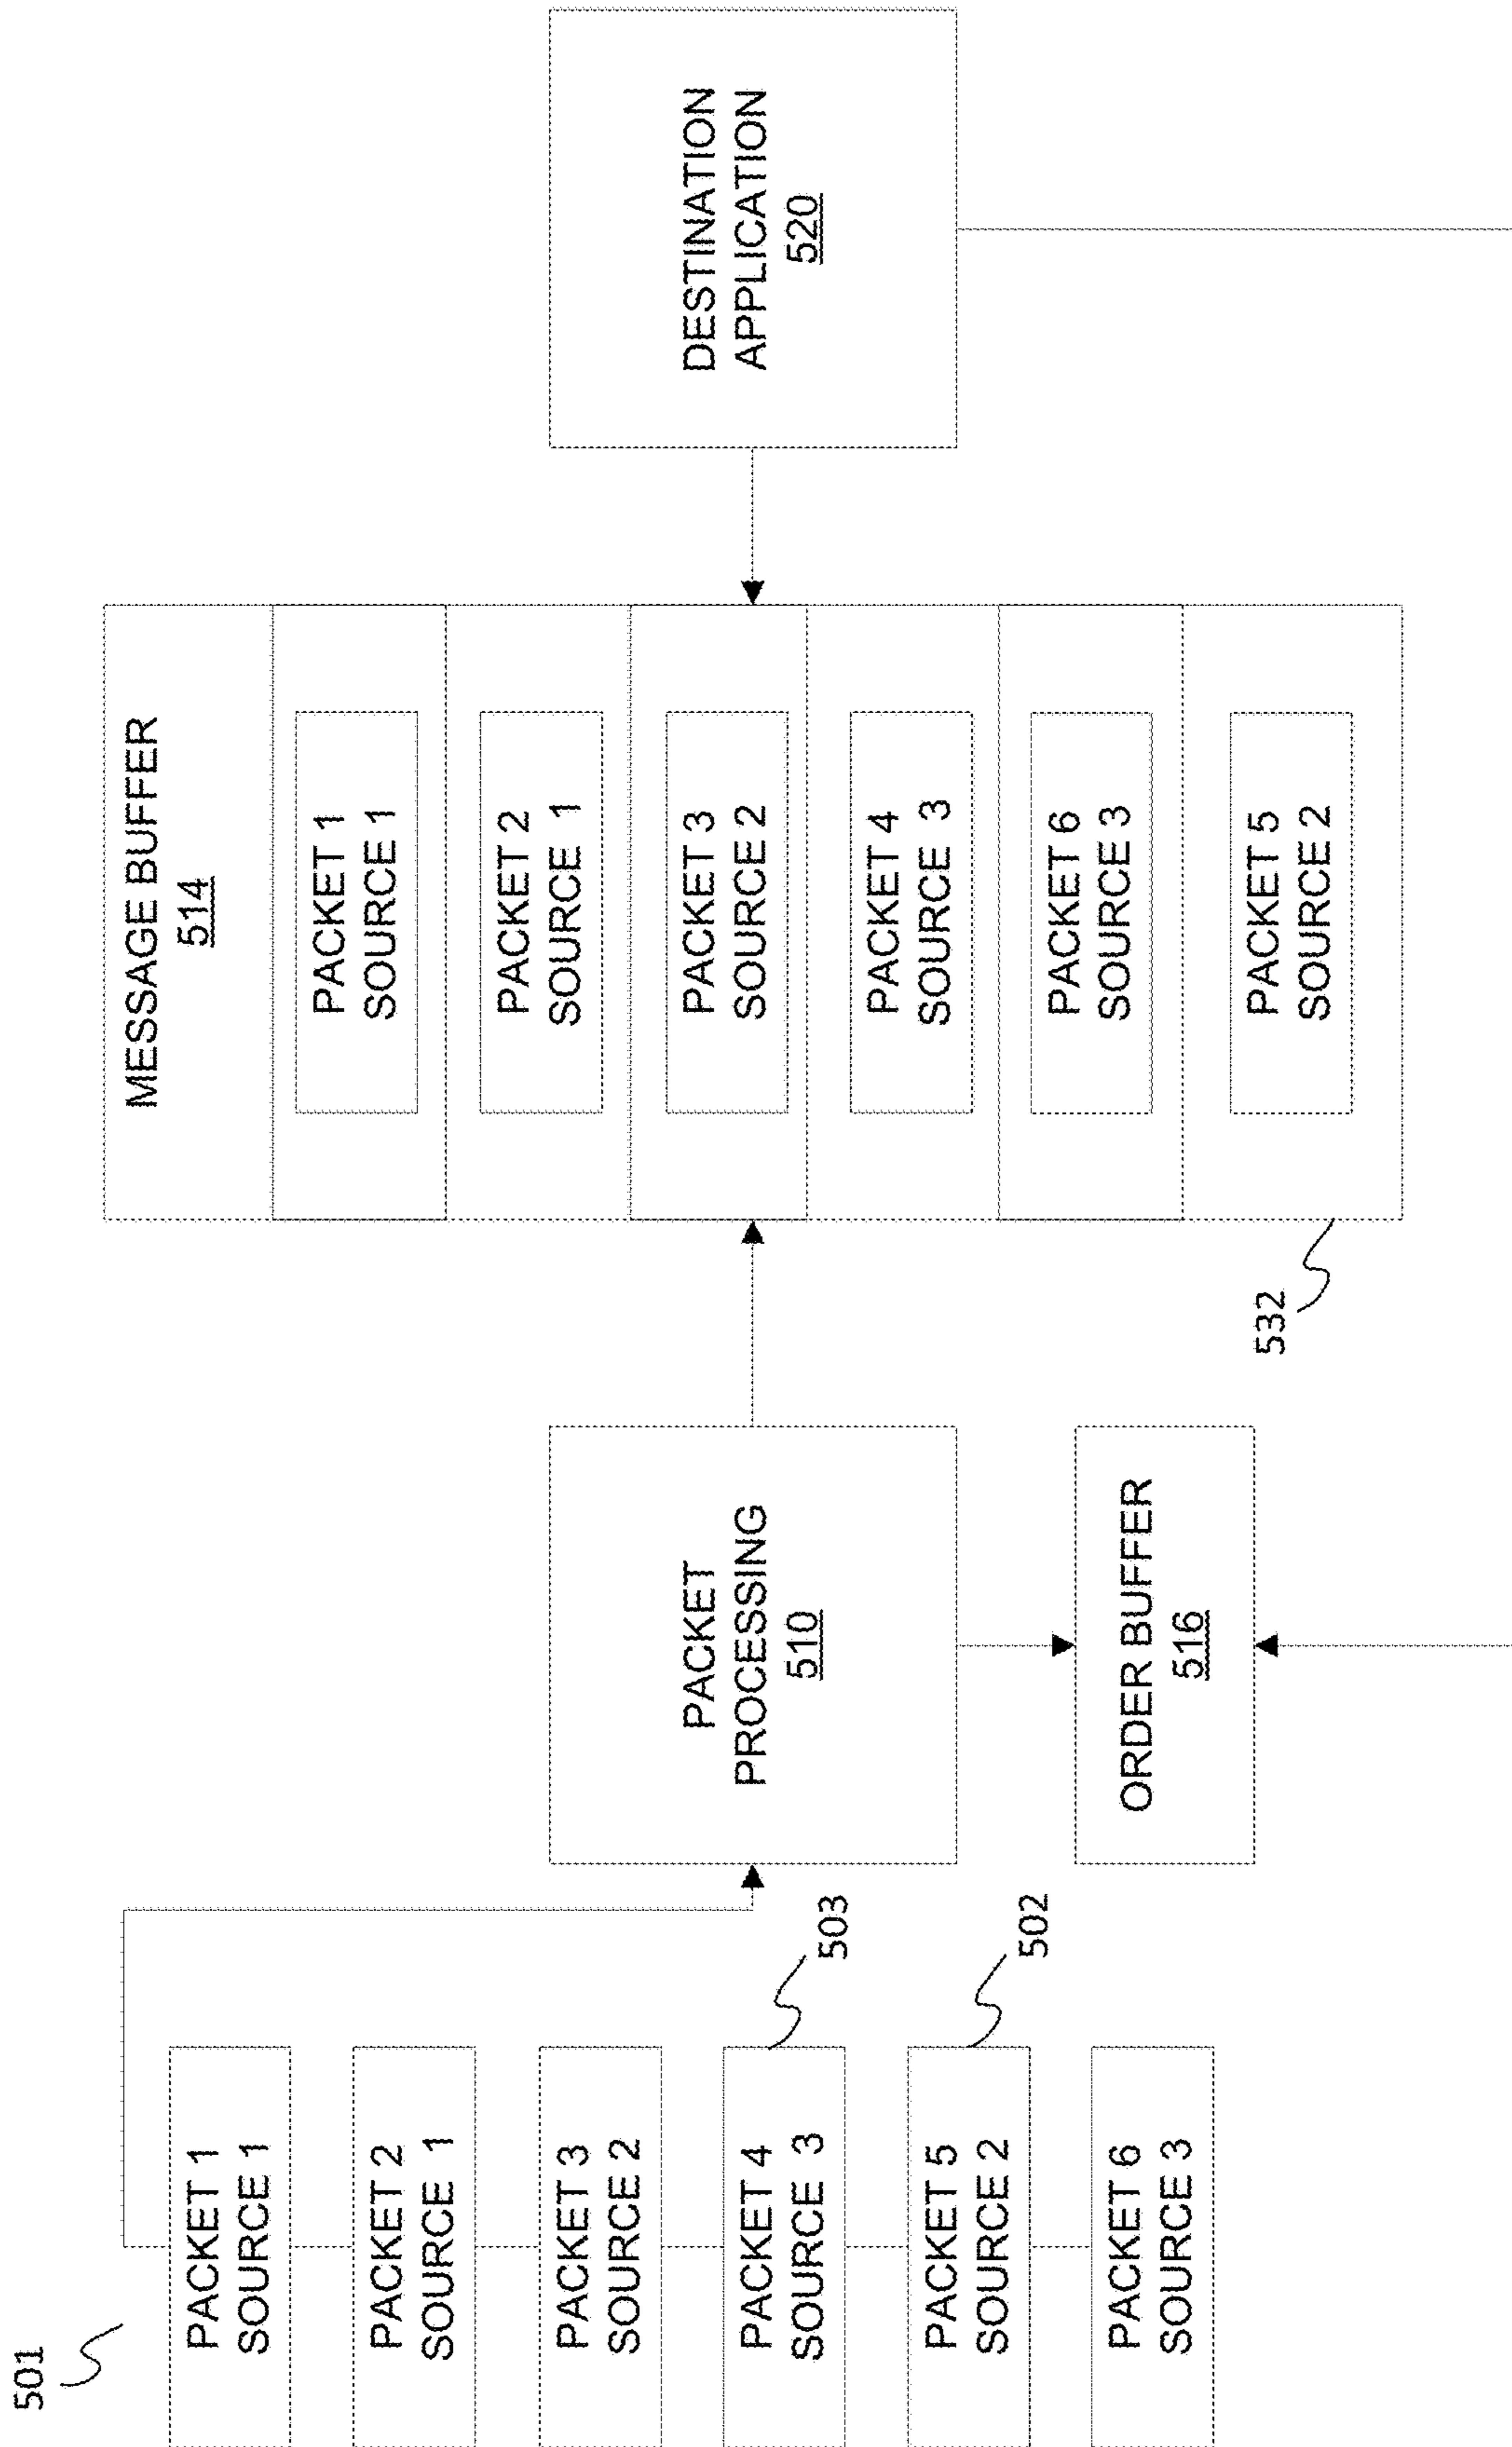 501
PACKET 1
SOURCE 1
PACKET 2
SOURCE 1
PACKET 3
SOURCE 2
PACKET 4
SOURCE 3
503
PACKET 5
SOURCE 2
502
PACKET 6
SOURCE 3
PACKET
PROCESSING
510
ORDER BUFFER
516
MESSAGE BUFFER
514
PACKET 1
SOURCE 1
PACKET 2
SOURCE 1
PACKET 3
SOURCE 2
PACKET 4
SOURCE 3
PACKET 6
SOURCE 3
PACKET 5
SOURCE 2
532
DESTINATION
APPLICATION
520